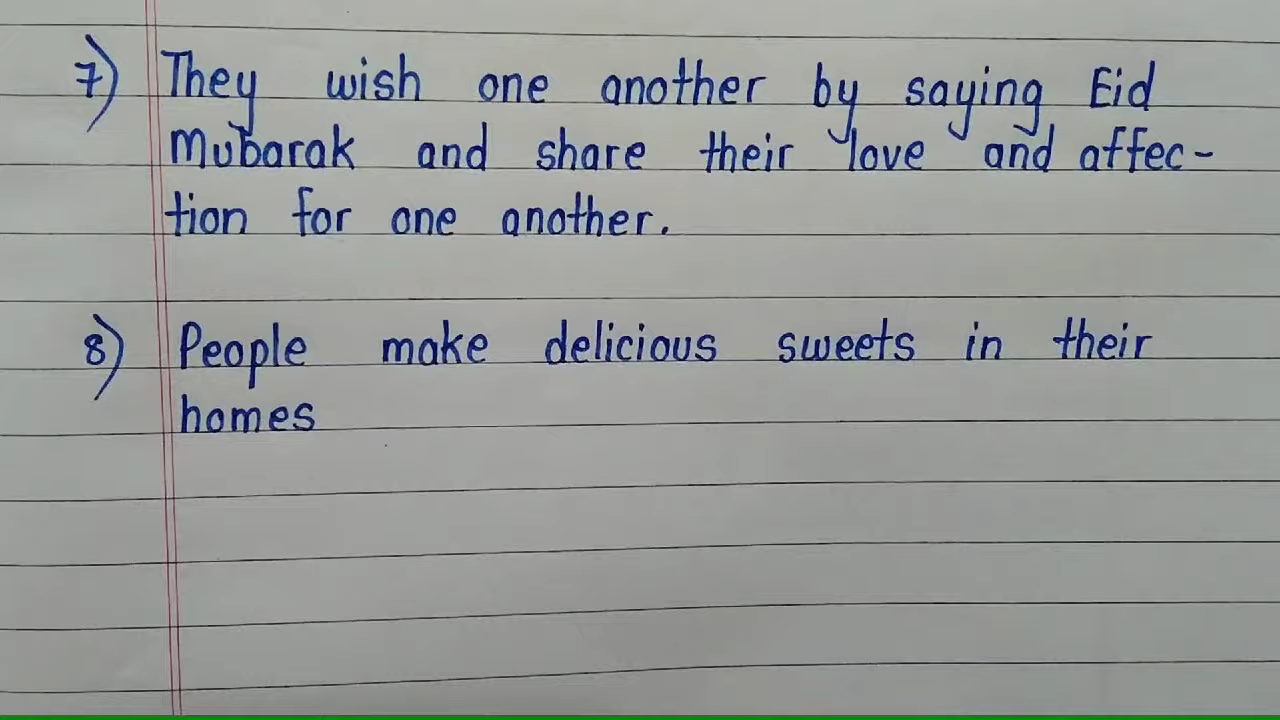 7) They wish one another by saying Eid
Mubarak and share their love and affec-
tion for one another.
8) People make delicious sweets in their
homes